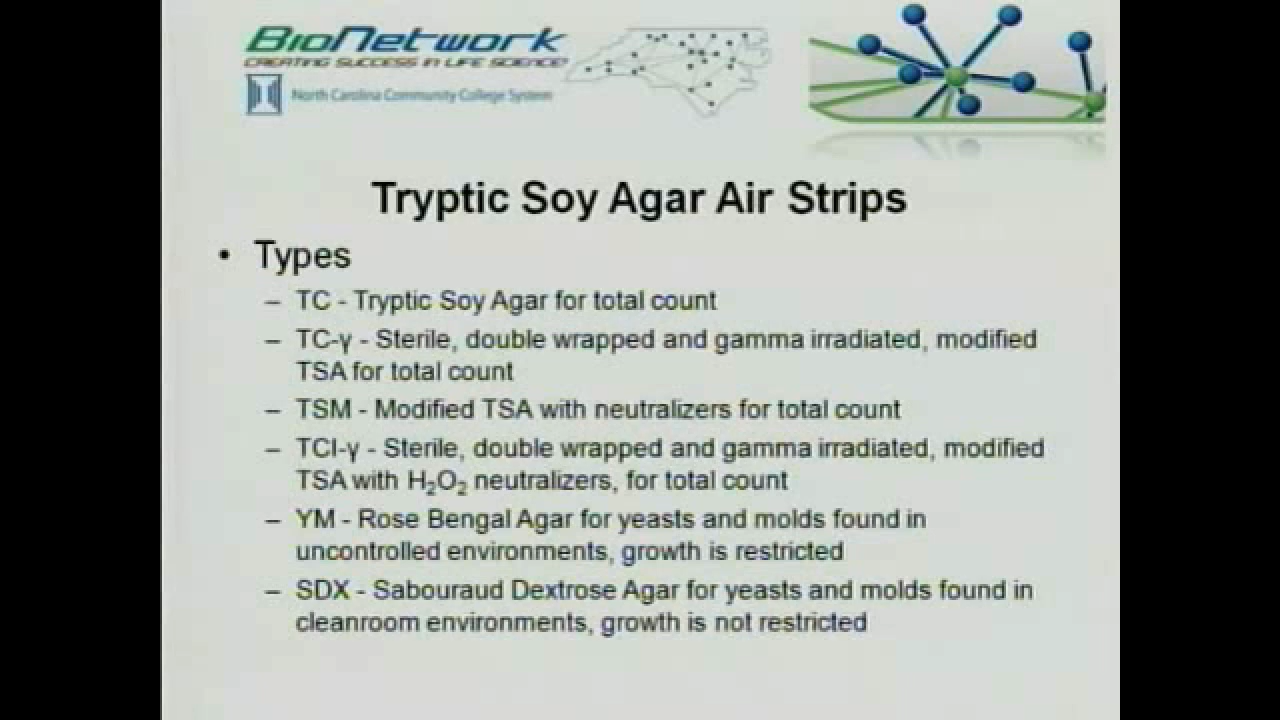 BioNetwork
CREATING SUCCESS IN LIFE SCIENCE
North Carolina Community College System
Tryptic Soy Agar Air Strips
• Types
– TC - Tryptic Soy Agar for total count
– TC-γ - Sterile, double wrapped and gamma irradiated, modified
TSA for total count
– TSM - Modified TSA with neutralizers for total count
– TCI-γ - Sterile, double wrapped and gamma irradiated, modified
TSA with H₂O₂ neutralizers, for total count
– YM - Rose Bengal Agar for yeasts and molds found in
uncontrolled environments, growth is restricted
– SDX - Sabouraud Dextrose Agar for yeasts and molds found in
cleanroom environments, growth is not restricted